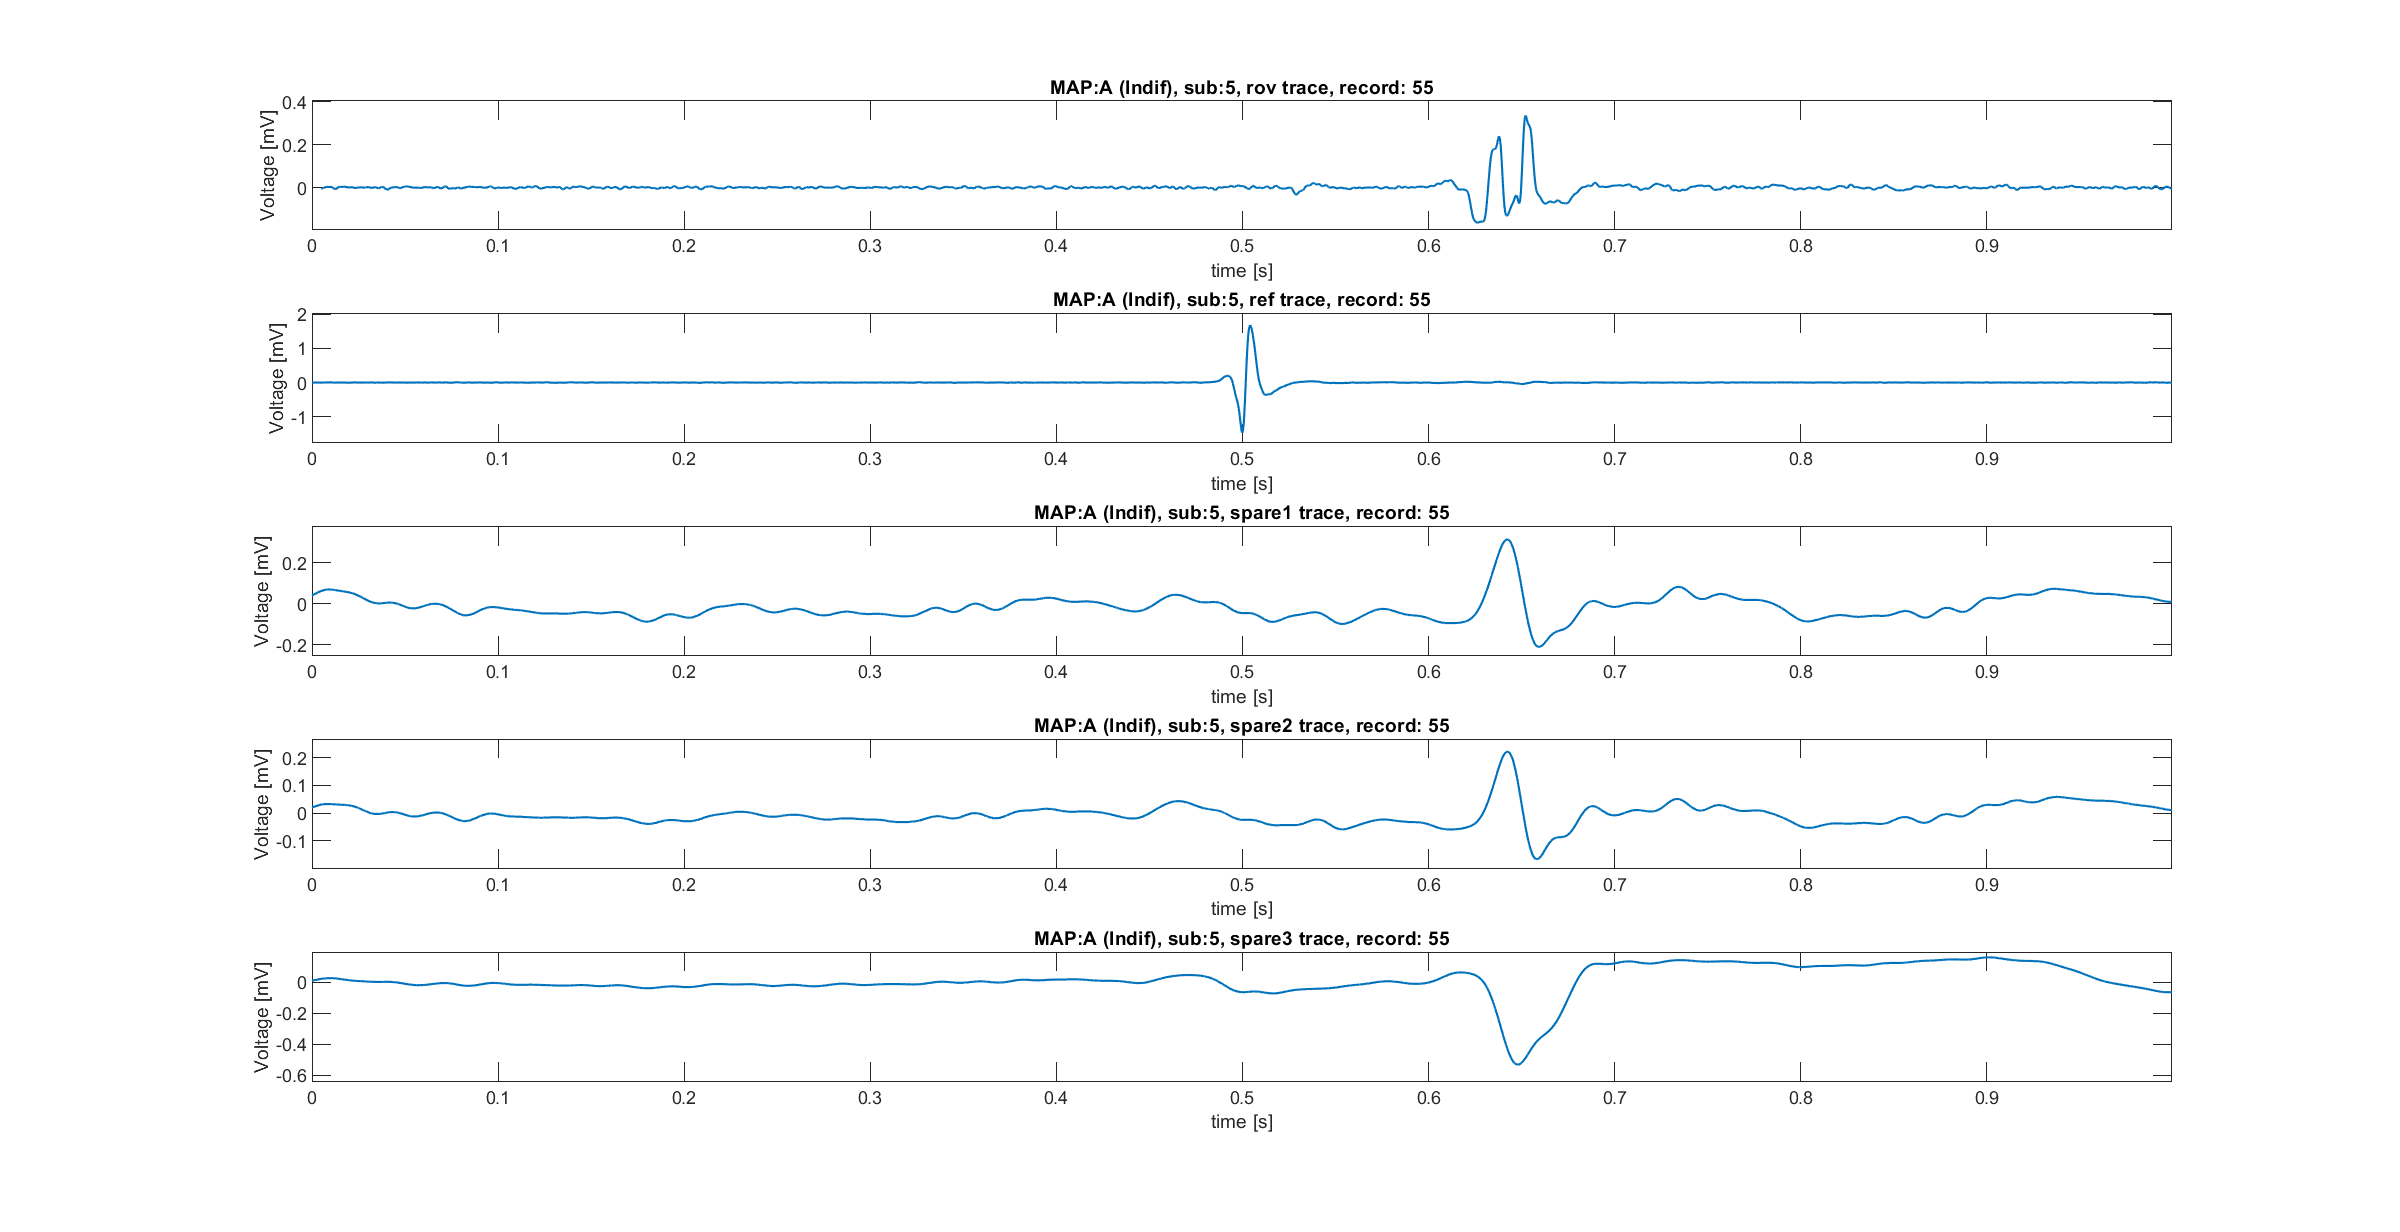 MAP:A (Indif), sub:5, rov trace, record: 55
Voltage [mV]
0.4
0.2
0
0 0.1 0.2 0.3 0.4 0.5 0.6 0.7 0.8 0.9
time [s]
MAP:A (Indif), sub:5, ref trace, record: 55
Voltage [mV]
2
1
0
-1
0 0.1 0.2 0.3 0.4 0.5 0.6 0.7 0.8 0.9
time [s]
MAP:A (Indif), sub:5, spare1 trace, record: 55
Voltage [mV]
0.2
0
-0.2
0 0.1 0.2 0.3 0.4 0.5 0.6 0.7 0.8 0.9
time [s]
MAP:A (Indif), sub:5, spare2 trace, record: 55
Voltage [mV]
0.2
0.1
0
-0.1
0 0.1 0.2 0.3 0.4 0.5 0.6 0.7 0.8 0.9
time [s]
MAP:A (Indif), sub:5, spare3 trace, record: 55
Voltage [mV]
0
-0.2
-0.4
-0.6
0 0.1 0.2 0.3 0.4 0.5 0.6 0.7 0.8 0.9
time [s]